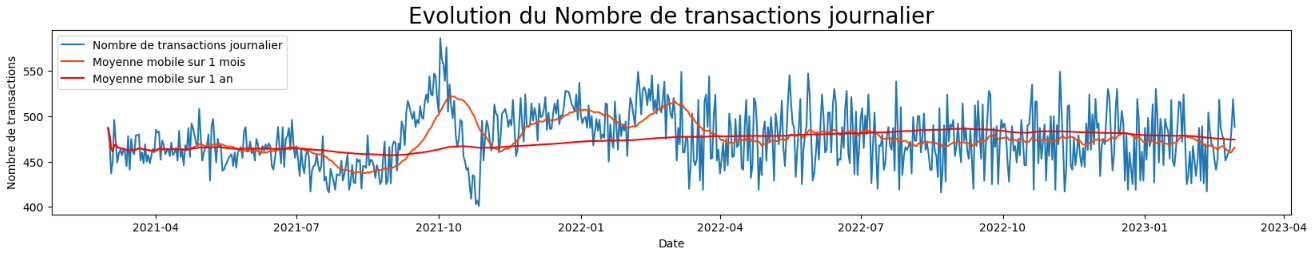 Evolution du Nombre de transactions journalier
Nombre de transactions journalier
Moyenne mobile sur 1 mois
Moyenne mobile sur 1 an
Nombre de transactions
550
500
450
400
2021-04
2021-07
2021-10
2022-01
2022-04
2022-07
2022-10
2023-01
2023-04
Date